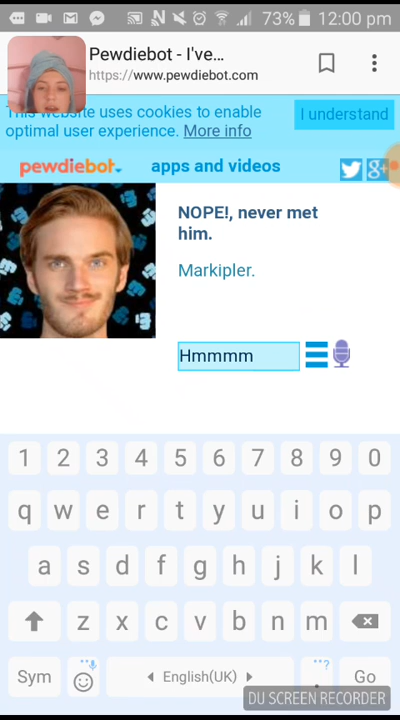 73% 12:00 pm
Pewdiebot - I've...
https://www.pewdiebot.com
This website uses cookies to enable
optimal user experience. More info
I understand
pewdiebot
apps and videos
g+
NOPE!, never met
him.
Markipler.
Hmmmm
1 2 3 4 5 6 7 8 9 0
q w e r t y u i o p
a s d f g h j k l
z x c v b n m
Sym
English(UK)
Go
DU SCREEN RECORDER